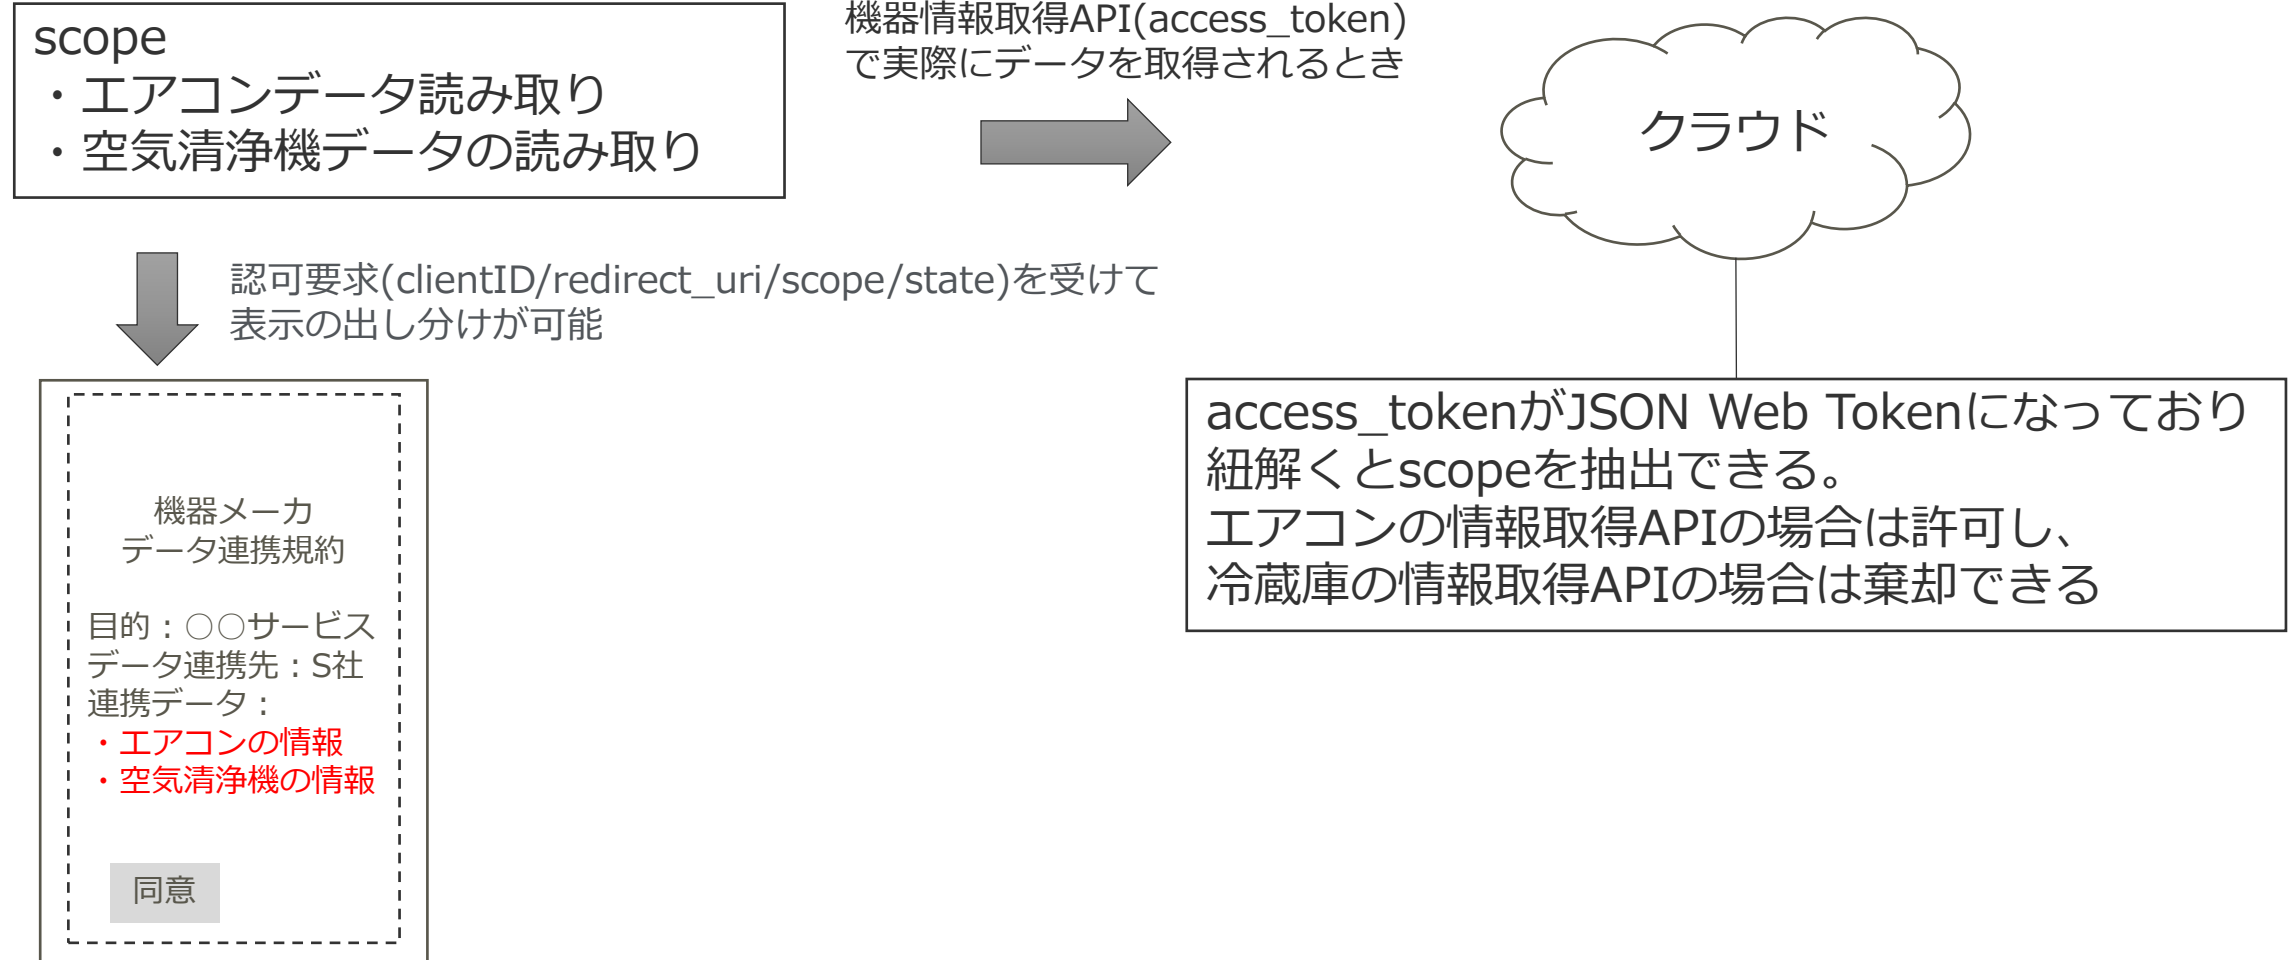 scope
・エアコンデータ読み取り
・空気清浄機データの読み取り
機器情報取得API(access_token)
で実際にデータを取得されるとき
クラウド
認可要求(clientID/redirect_uri/scope/state)を受けて
表示の出し分けが可能
access_tokenがJSON Web Tokenになっており
紐解くとscopeを抽出できる。
エアコンの情報取得APIの場合は許可し、
冷蔵庫の情報取得APIの場合は棄却できる
機器メーカ
データ連携規約
目的：○○サービス
データ連携先：S社
連携データ：
・エアコンの情報
・空気清浄機の情報
同意